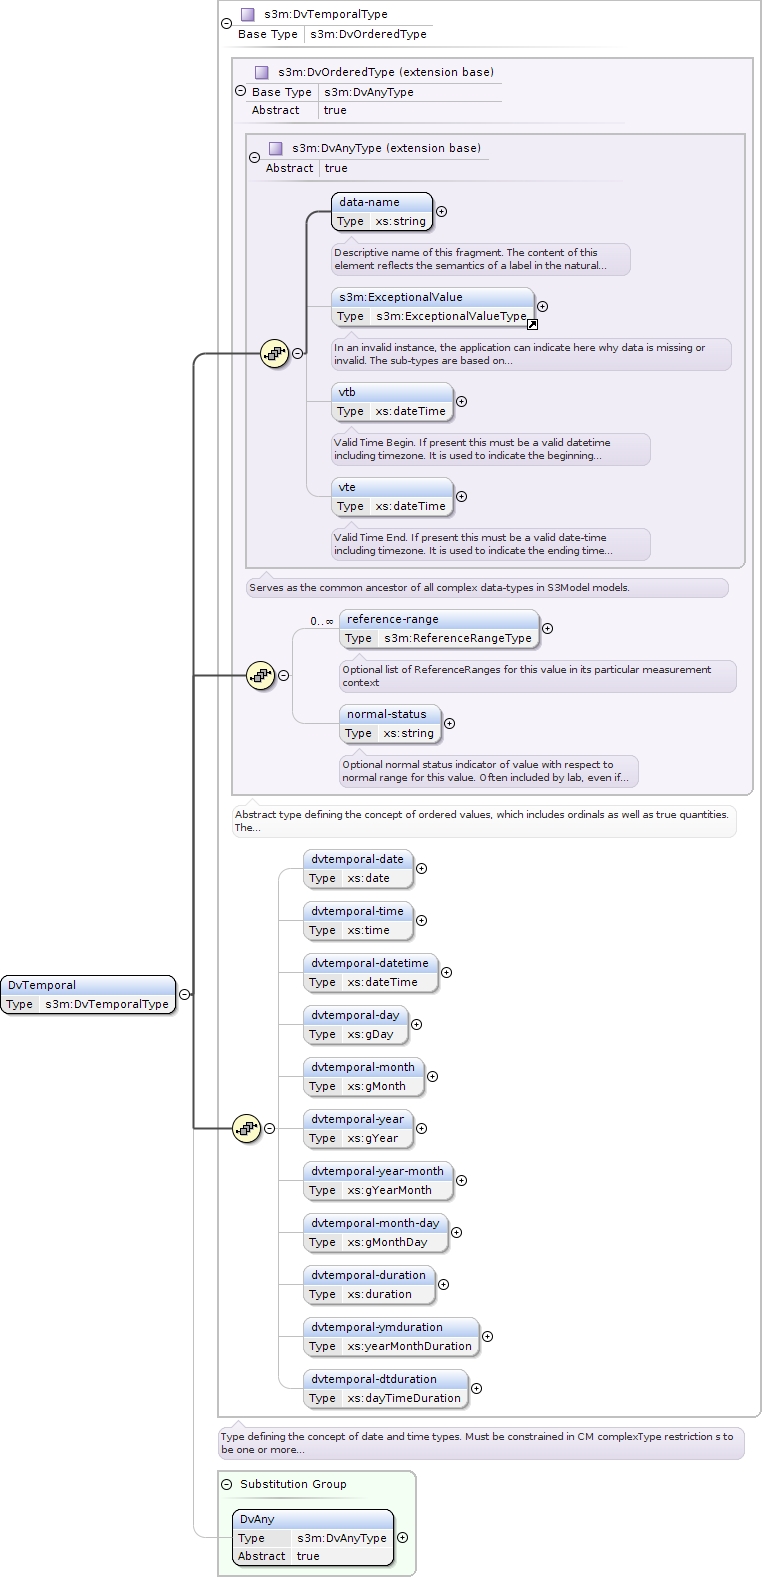 s3m:DvTemporalType
Base Type s3m:DvOrderedType
s3m:DvOrderedType (extension base)
Base Type s3m:DvAnyType
Abstract true
s3m:DvAnyType (extension base)
Abstract true
data-name
Type xs:string
Descriptive name of this fragment. The content of this
element reflects the semantics of a label in the natural...
s3m:ExceptionalValue
Type s3m:ExceptionalValueType
In an invalid instance, the application can indicate here why data is missing or
invalid. The sub-types are based on...
vtb
Type xs:dateTime
Valid Time Begin. If present this must be a valid datetime
including timezone. It is used to indicate the beginning...
vte
Type xs:dateTime
Valid Time End. If present this must be a valid date-time
including timezone. It is used to indicate the ending time...
Serves as the common ancestor of all complex data-types in S3Model models.
0..∞
reference-range
Type s3m:ReferenceRangeType
Optional list of ReferenceRanges for this value in its particular measurement
context
normal-status
Type xs:string
Optional normal status indicator of value with respect to
normal range for this value. Often included by lab, even if...
Abstract type defining the concept of ordered values, which includes ordinals as well as true quantities.
The...
dvtemporal-date
Type xs:date
dvtemporal-time
Type xs:time
dvtemporal-datetime
Type xs:dateTime
DvTemporal
Type s3m:DvTemporalType
dvtemporal-day
Type xs:gDay
dvtemporal-month
Type xs:gMonth
dvtemporal-year
Type xs:gYear
dvtemporal-year-month
Type xs:gYearMonth
dvtemporal-month-day
Type xs:gMonthDay
dvtemporal-duration
Type xs:duration
dvtemporal-ymduration
Type xs:yearMonthDuration
dvtemporal-dtduration
Type xs:dayTimeDuration
Type defining the concept of date and time types. Must be constrained in CM complexType restriction s to
be one or more...
Substitution Group
DvAny
Type s3m:DvAnyType
Abstract true